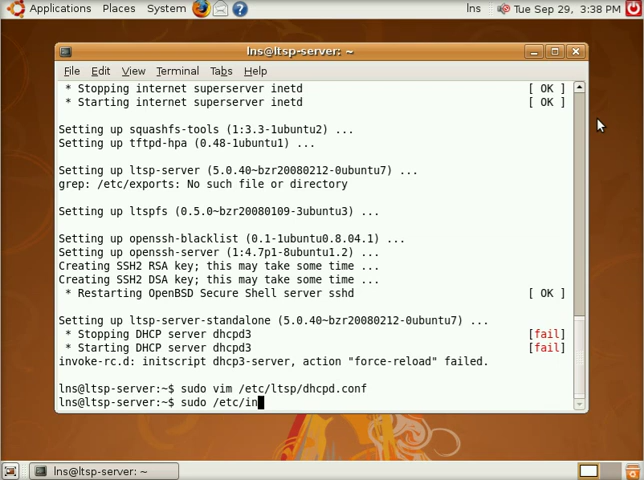 Applications Places System lns Tue Sep 29, 3:38 PM
lns@ltsp-server: ~
File Edit View Terminal Tabs Help
* Stopping internet superserver inetd [ OK ]
* Starting internet superserver inetd [ OK ]
Setting up squashfs-tools (1:3.3-1ubuntu2) ...
Setting up tftpd-hpa (0.48-1ubuntu1) ...
Setting up ltsp-server (5.0.40~bzr20080212-0ubuntu7) ...
grep: /etc/exports: No such file or directory
Setting up ltspfs (0.5.0~bzr20080109-3ubuntu3) ...
Setting up openssh-blacklist (0.1-1ubuntu0.8.04.1) ...
Setting up openssh-server (1:4.7p1-8ubuntu1.2) ...
Creating SSH2 RSA key; this may take some time ...
Creating SSH2 DSA key; this may take some time ...
* Restarting OpenBSD Secure Shell server sshd [ OK ]
Setting up ltsp-server-standalone (5.0.40~bzr20080212-0ubuntu7) ...
* Stopping DHCP server dhcpd3 [fail]
* Starting DHCP server dhcpd3 [fail]
invoke-rc.d: initscript dhcp3-server, action "force-reload" failed.
lns@ltsp-server:~$ sudo vim /etc/ltsp/dhcpd.conf
lns@ltsp-server:~$ sudo /etc/in
lns@ltsp-server: ~